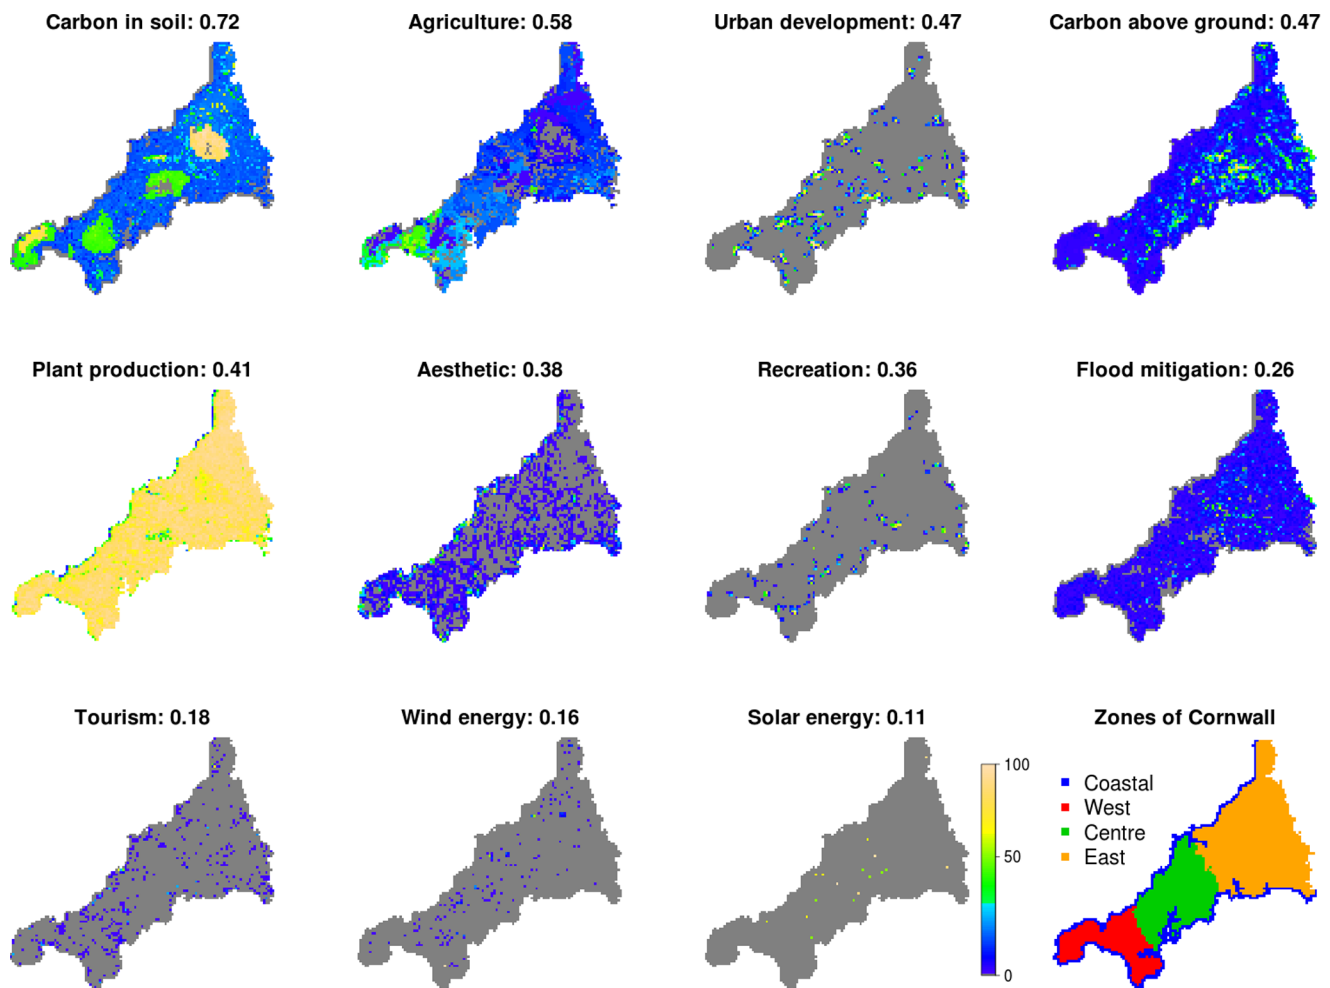 Carbon in soil: 0.72
Agriculture: 0.58
Urban development: 0.47
Carbon above ground: 0.47
Plant production: 0.41
Aesthetic: 0.38
Recreation: 0.36
Flood mitigation: 0.26
Tourism: 0.18
Wind energy: 0.16
Solar energy: 0.11
100
50
0
Zones of Cornwall
Coastal
West
Centre
East